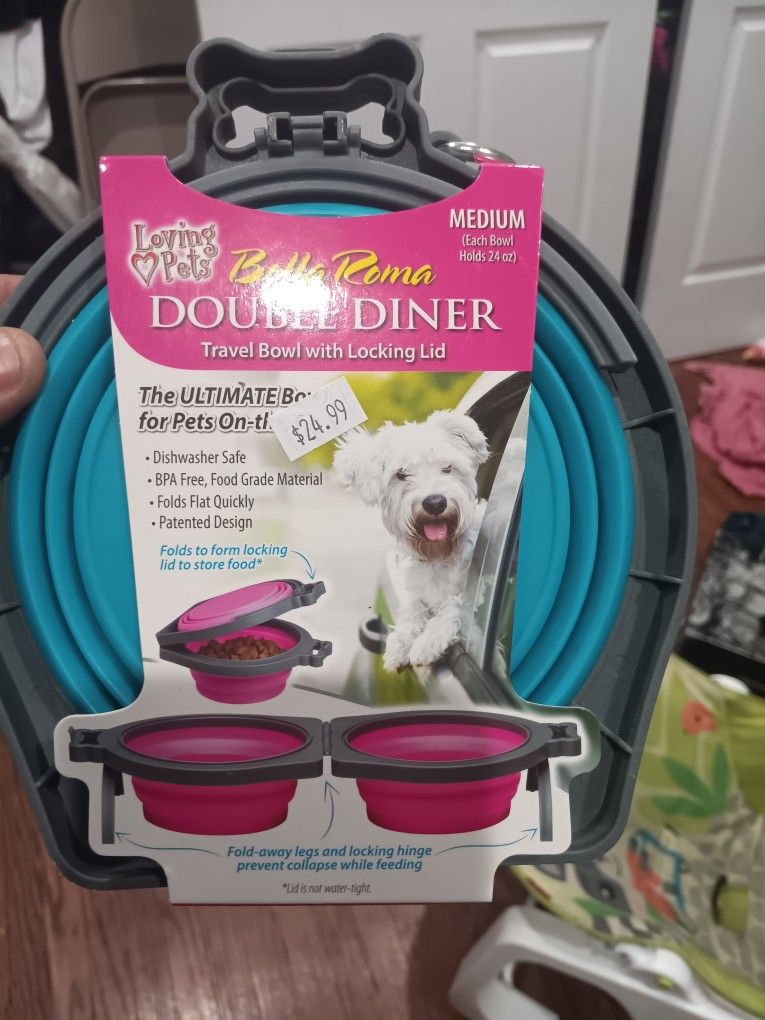 Loving
Pets
Bella Roma
DOUBLE DINER
Travel Bowl with Locking Lid
MEDIUM
(Each Bowl
Holds 24 oz)
The ULTIMATE
for Pets
$24.99
• Dishwasher Safe
• BPA Free, Food Grade Material
• Folds Flat Quickly
• Patented Design
Folds to form locking
lid to store food*
Fold-away legs and locking hinge
prevent collapse while feeding
*Lid is not water-tight.